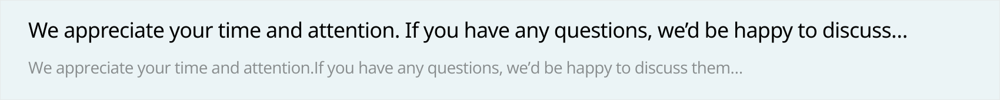 We appreciate your time and attention. If you have any questions, we’d be happy to discuss...
We appreciate your time and attention.If you have any questions, we’d be happy to discuss them...